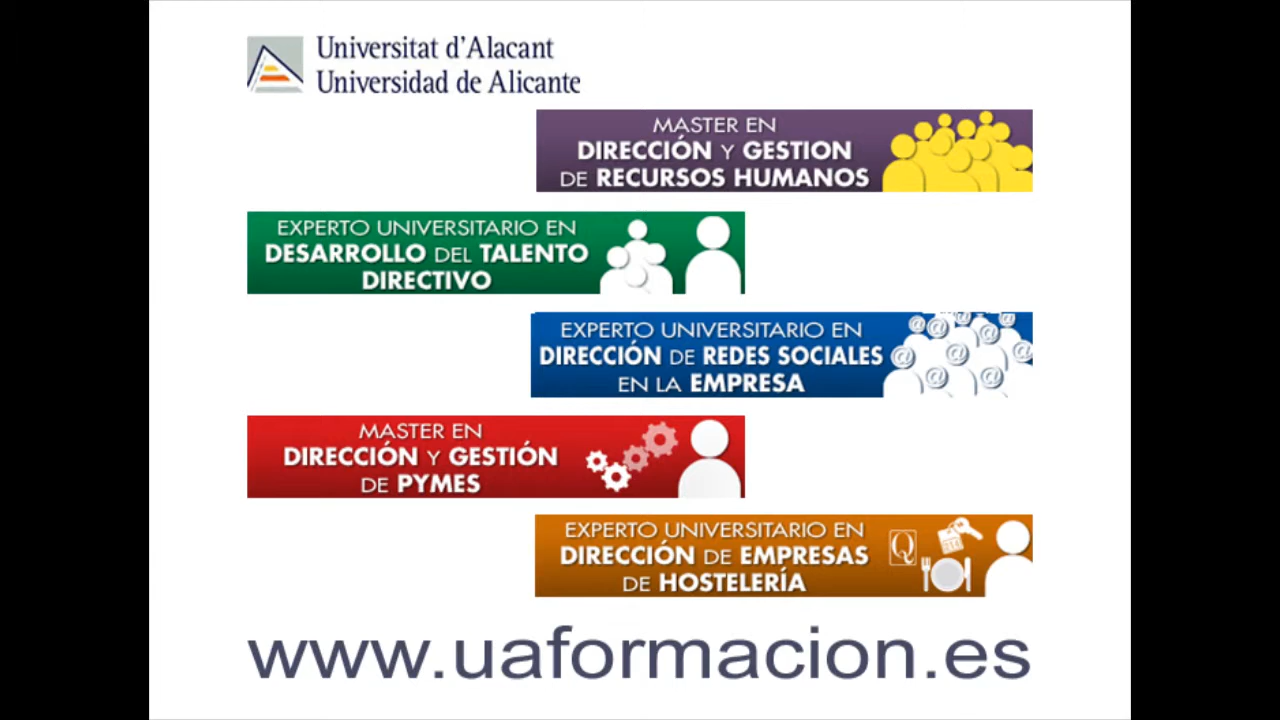 Universitat d'Alacant
Universidad de Alicante
MASTER EN
DIRECCIÓN Y GESTION
DE RECURSOS HUMANOS
EXPERTO UNIVERSITARIO EN
DESARROLLO DEL TALENTO
DIRECTIVO
EXPERTO UNIVERSITARIO EN
DIRECCIÓN DE REDES SOCIALES
EN LA EMPRESA
@ @ @ @ @ @ @ @ @
MASTER EN
DIRECCIÓN Y GESTIÓN
DE PYMES
EXPERTO UNIVERSITARIO EN
DIRECCIÓN DE EMPRESAS
DE HOSTELERÍA
Q
www.uaformacion.es